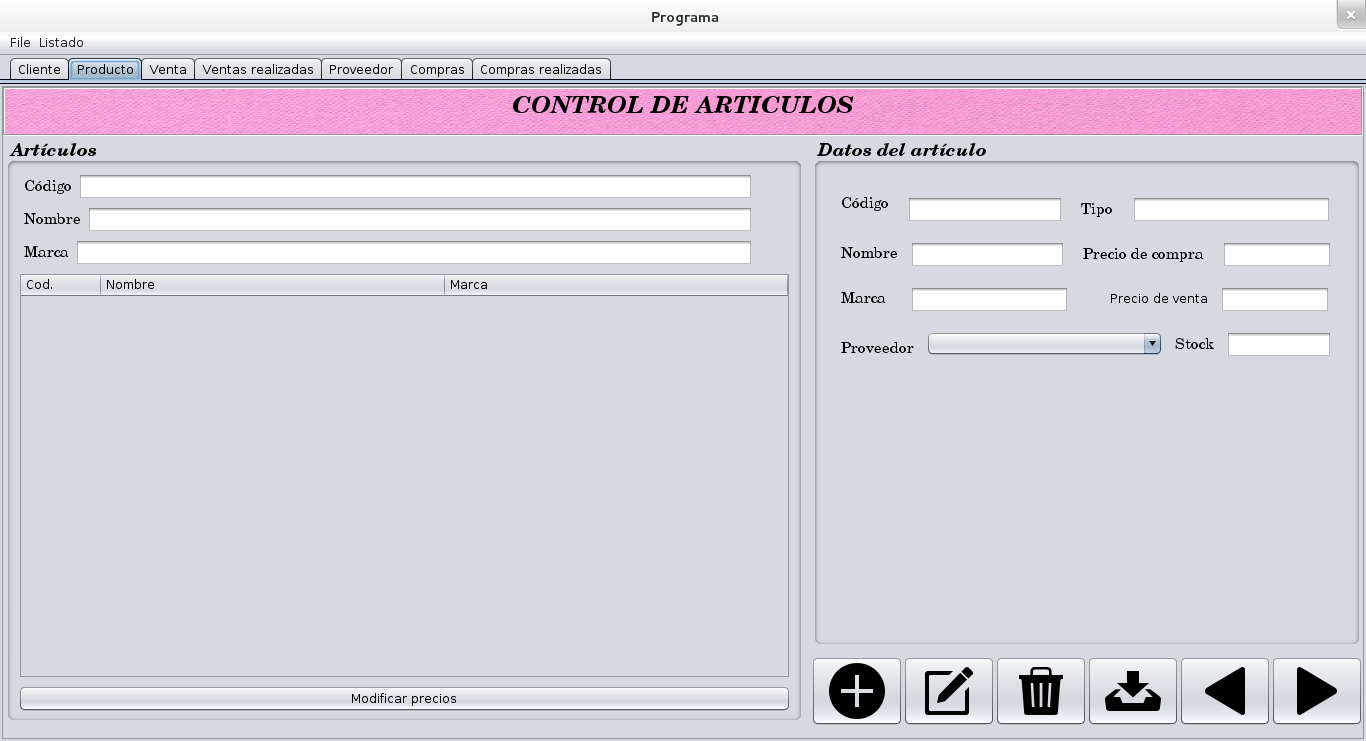 Programa
File Listado
Cliente Producto Venta Ventas realizadas Proveedor Compras Compras realizadas
CONTROL DE ARTICULOS
Artículos
Código
Nombre
Marca
Cod. Nombre Marca
Modificar precios
Datos del artículo
Código Tipo
Nombre Precio de compra
Marca Precio de venta
Proveedor Stock